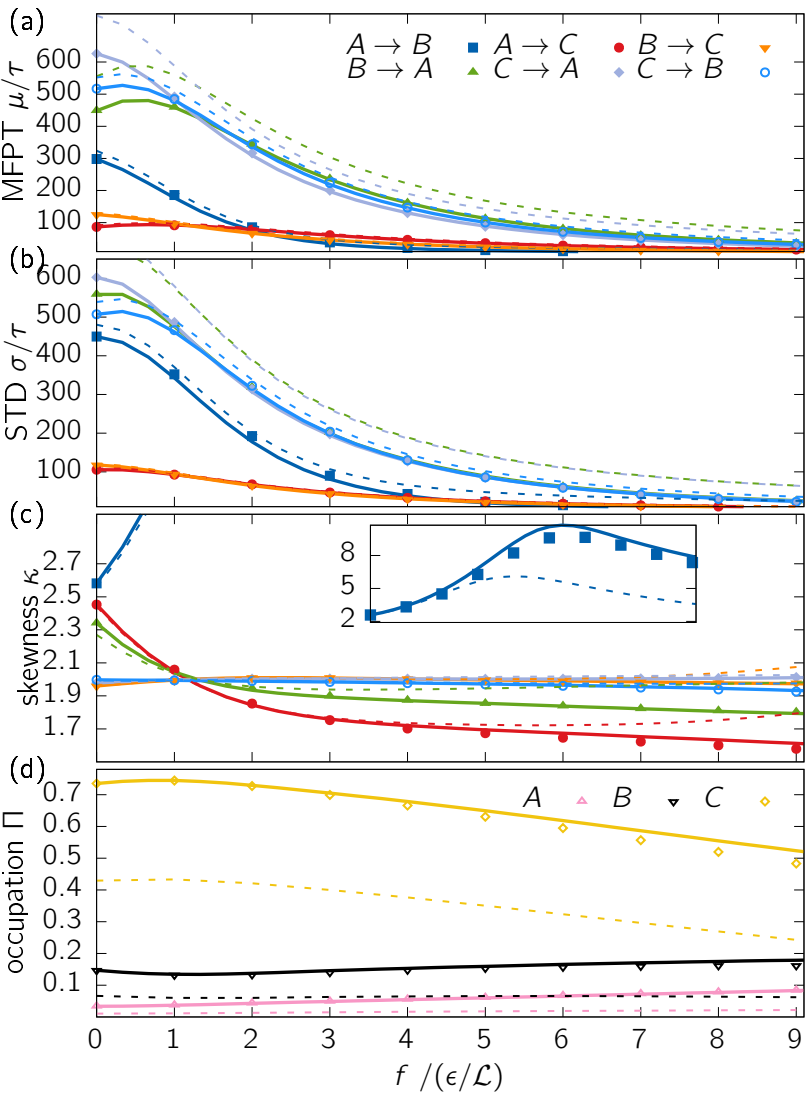 (a)
A → B A → C B → C
B → A C → A C → B
MFPT μ/τ
600
500
400
300
200
100
(b)
STD σ/τ
600
500
400
300
200
100
(c)
skewness κ
2.7
2.5
2.3
2.1
1.9
1.7
8
5
2
(d)
A B C
occupation Π
0.7
0.6
0.5
0.4
0.3
0.2
0.1
0 1 2 3 4 5 6 7 8 9
f /(ϵ/ℒ)